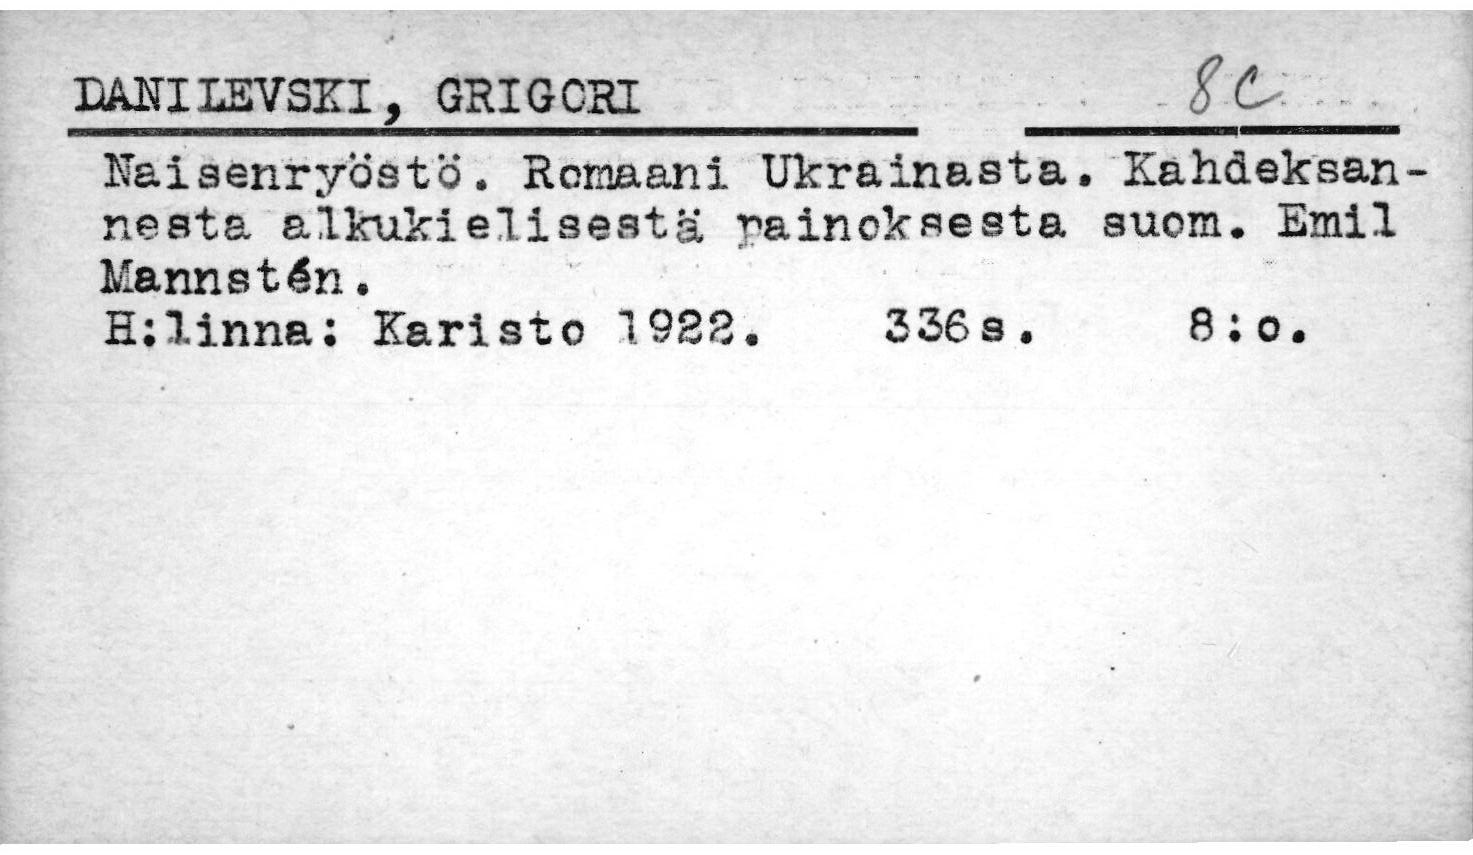 DANILEVSKI, GRIGORI 8C
Naisenryöstö. Romaani Ukrainasta. Kahdeksan-
nesta alkukielisestä painoksesta suom. Emil
Mannstén.
H:linna: Karisto 1922. 336s. 8:o.